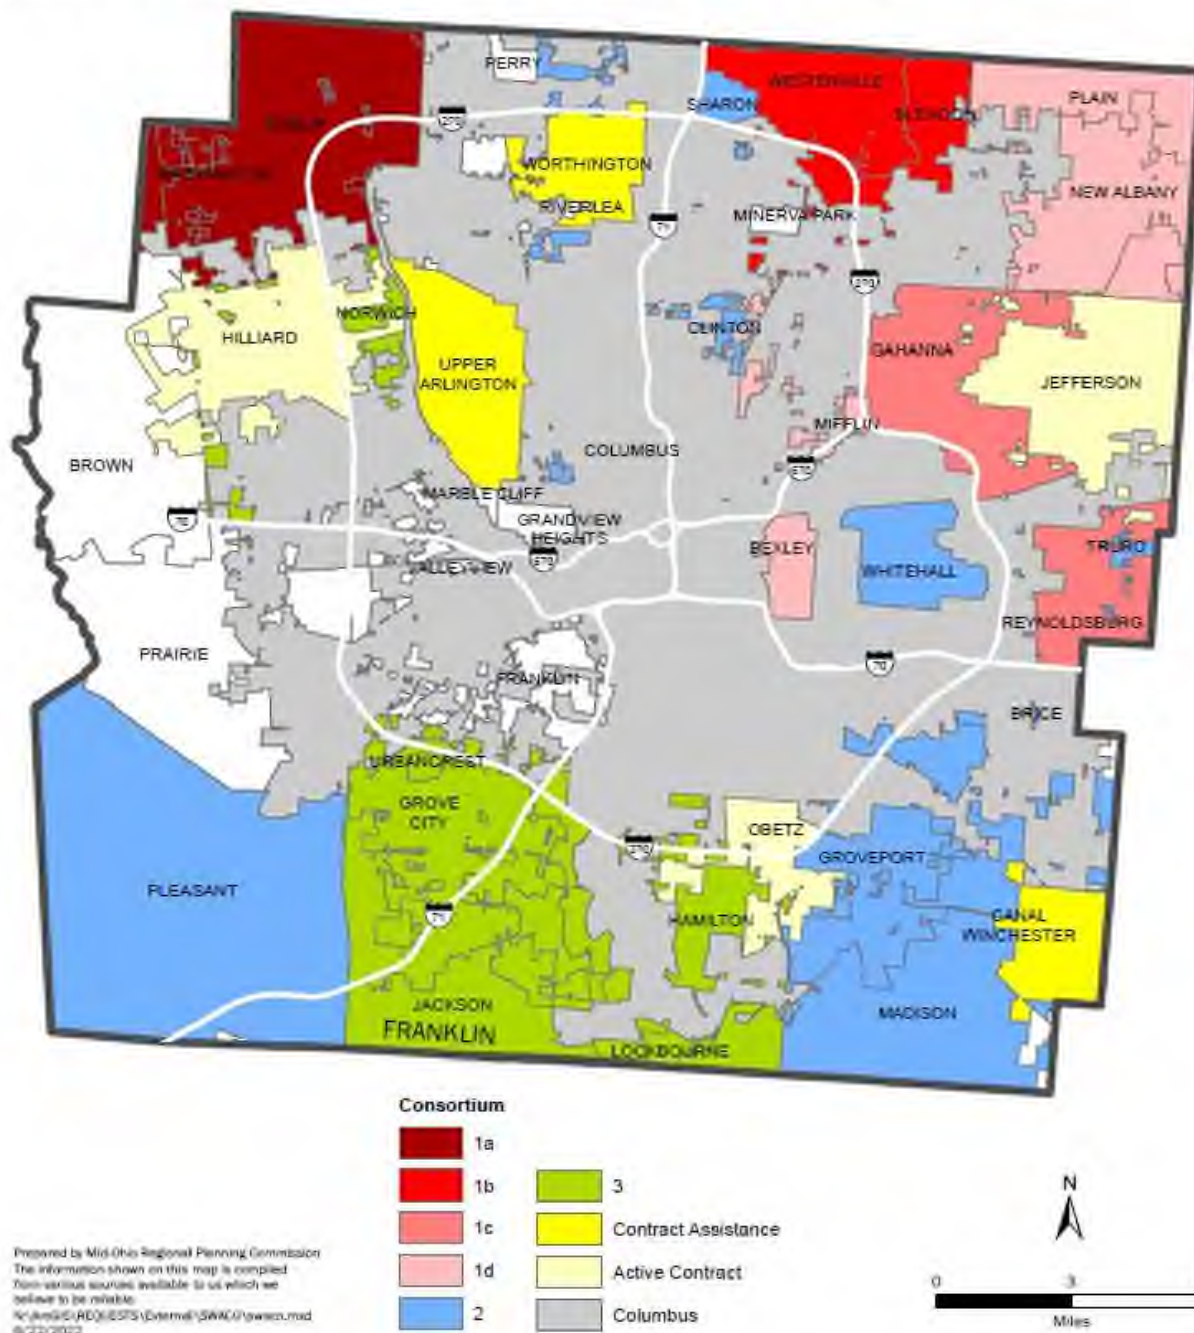 PERRY
SHARON
WESTERVILLE
BLENDON
PLAIN
DUBLIN
WASHINGTON
270
WORTHINGTON
RIVERLEA
NEW ALBANY
MINERVA PARK
71
270
HILLIARD
NORWICH
CLINTON
GAHANNA
UPPER
ARLINGTON
JEFFERSON
MIFFLIN
COLUMBUS
BROWN
670
MARBLE CLIFF
70
GRANDVIEW
HEIGHTS
670
BEXLEY
TRURO
VALLEYVIEW
WHITEHALL
REYNOLDSBURG
PRAIRIE
70
FRANKLIN
BRICE
URBANCREST
GROVE
CITY
OBETZ
270
GROVEPORT
PLEASANT
71
HAMILTON
CANAL
WINCHESTER
JACKSON
MADISON
FRANKLIN
LOCKBOURNE
Consortium
1a
1b
3
1c
Contract Assistance
1d
Active Contract
2
Columbus
N
0 3
Miles
Prepared by Mid-Ohio Regional Planning Commission
The information shown on this map is compiled
from various sources available to us which we
believe to be reliable.